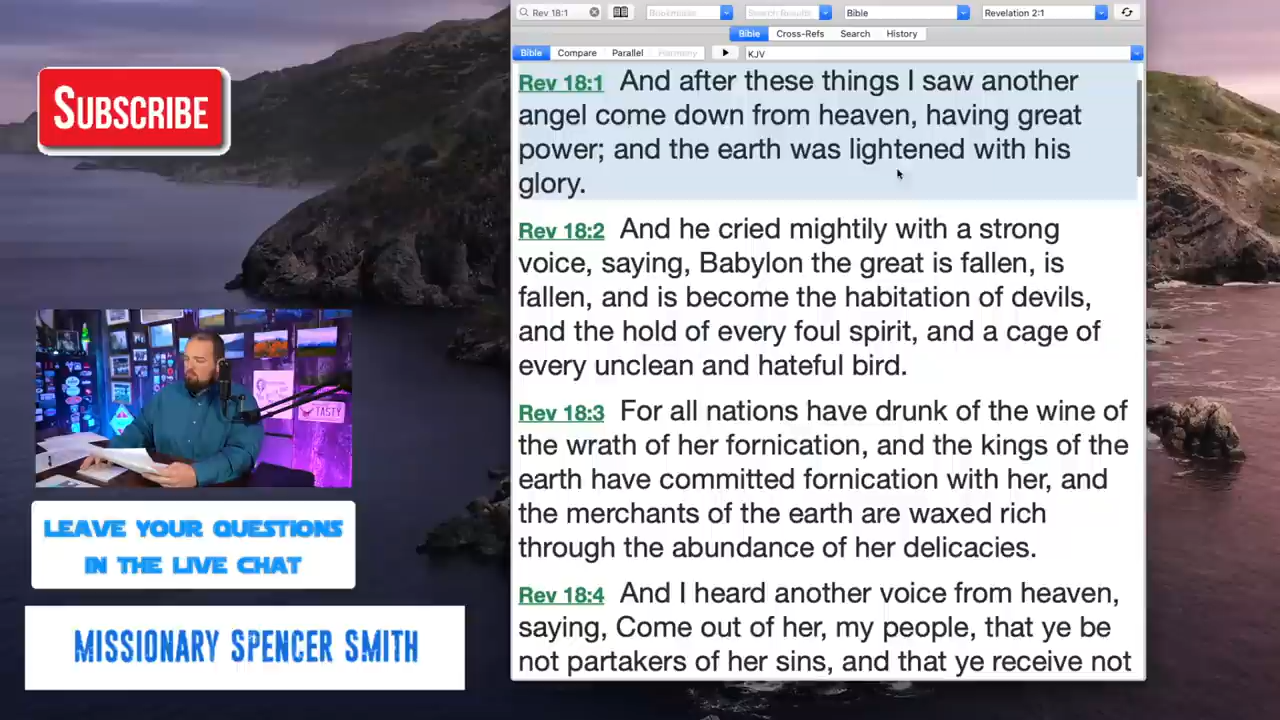 SUBSCRIBE
TASTY
LEAVE YOUR QUESTIONS
IN THE LIVE CHAT
MISSIONARY SPENCER SMITH
Rev 18:1
Bookmarks
Search Results
Bible
Revelation 2:1
Bible Cross-Refs Search History
Bible Compare Parallel Harmony KJV
Rev 18:1 And after these things I saw another
angel come down from heaven, having great
power; and the earth was lightened with his
glory.
Rev 18:2 And he cried mightily with a strong
voice, saying, Babylon the great is fallen, is
fallen, and is become the habitation of devils,
and the hold of every foul spirit, and a cage of
every unclean and hateful bird.
Rev 18:3 For all nations have drunk of the wine of
the wrath of her fornication, and the kings of the
earth have committed fornication with her, and
the merchants of the earth are waxed rich
through the abundance of her delicacies.
Rev 18:4 And I heard another voice from heaven,
saying, Come out of her, my people, that ye be
not partakers of her sins, and that ye receive not